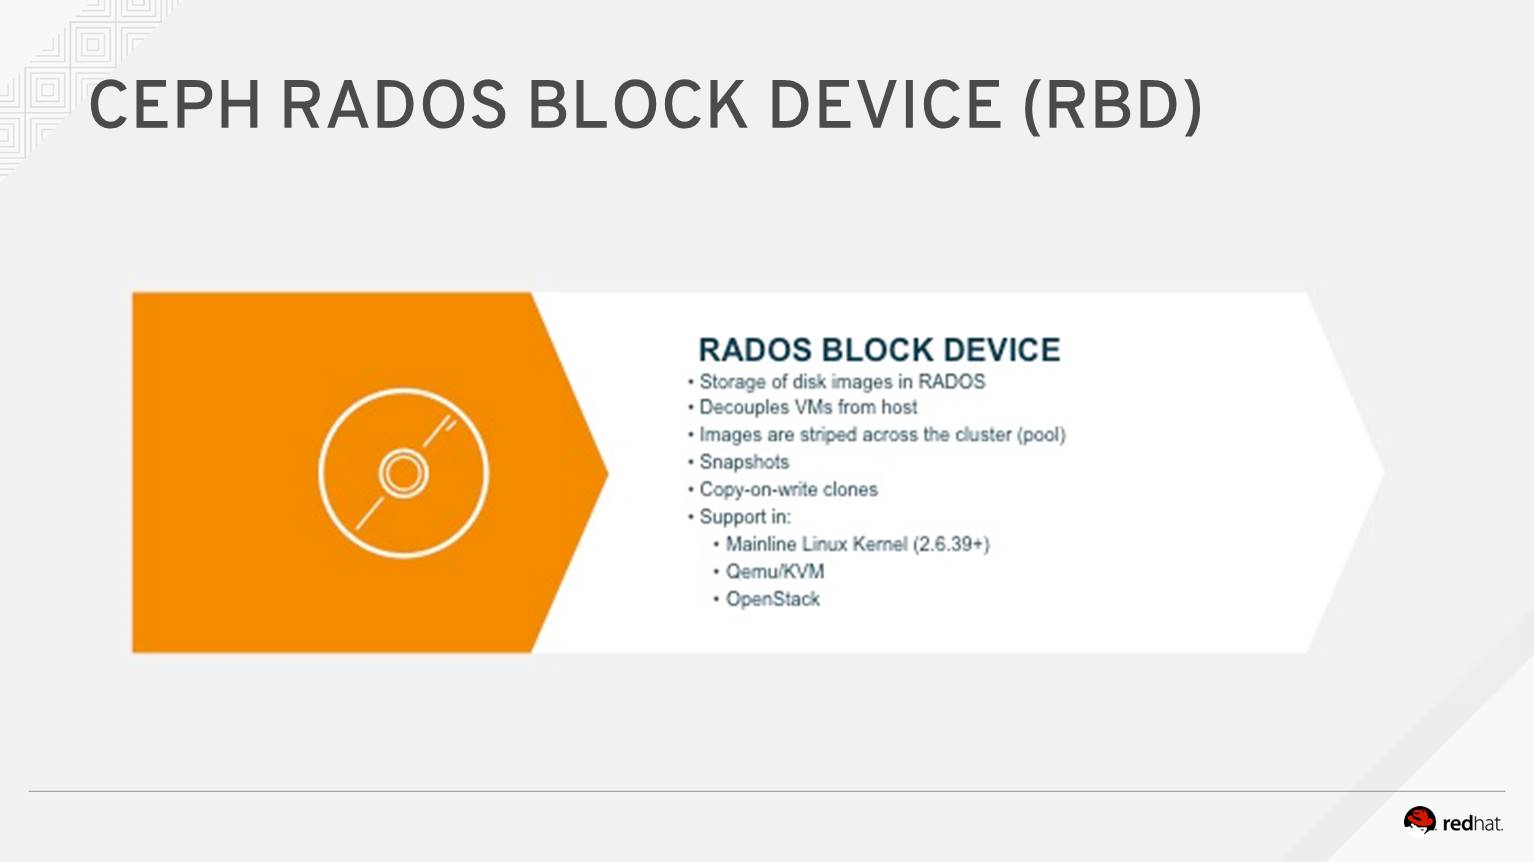 CEPH RADOS BLOCK DEVICE (RBD)
RADOS BLOCK DEVICE
• Storage of disk images in RADOS
• Decouples VMs from host
• Images are striped across the cluster (pool)
• Snapshots
• Copy-on-write clones
• Support in:
• Mainline Linux Kernel (2.6.39+)
• Qemu/KVM
• OpenStack
redhat.